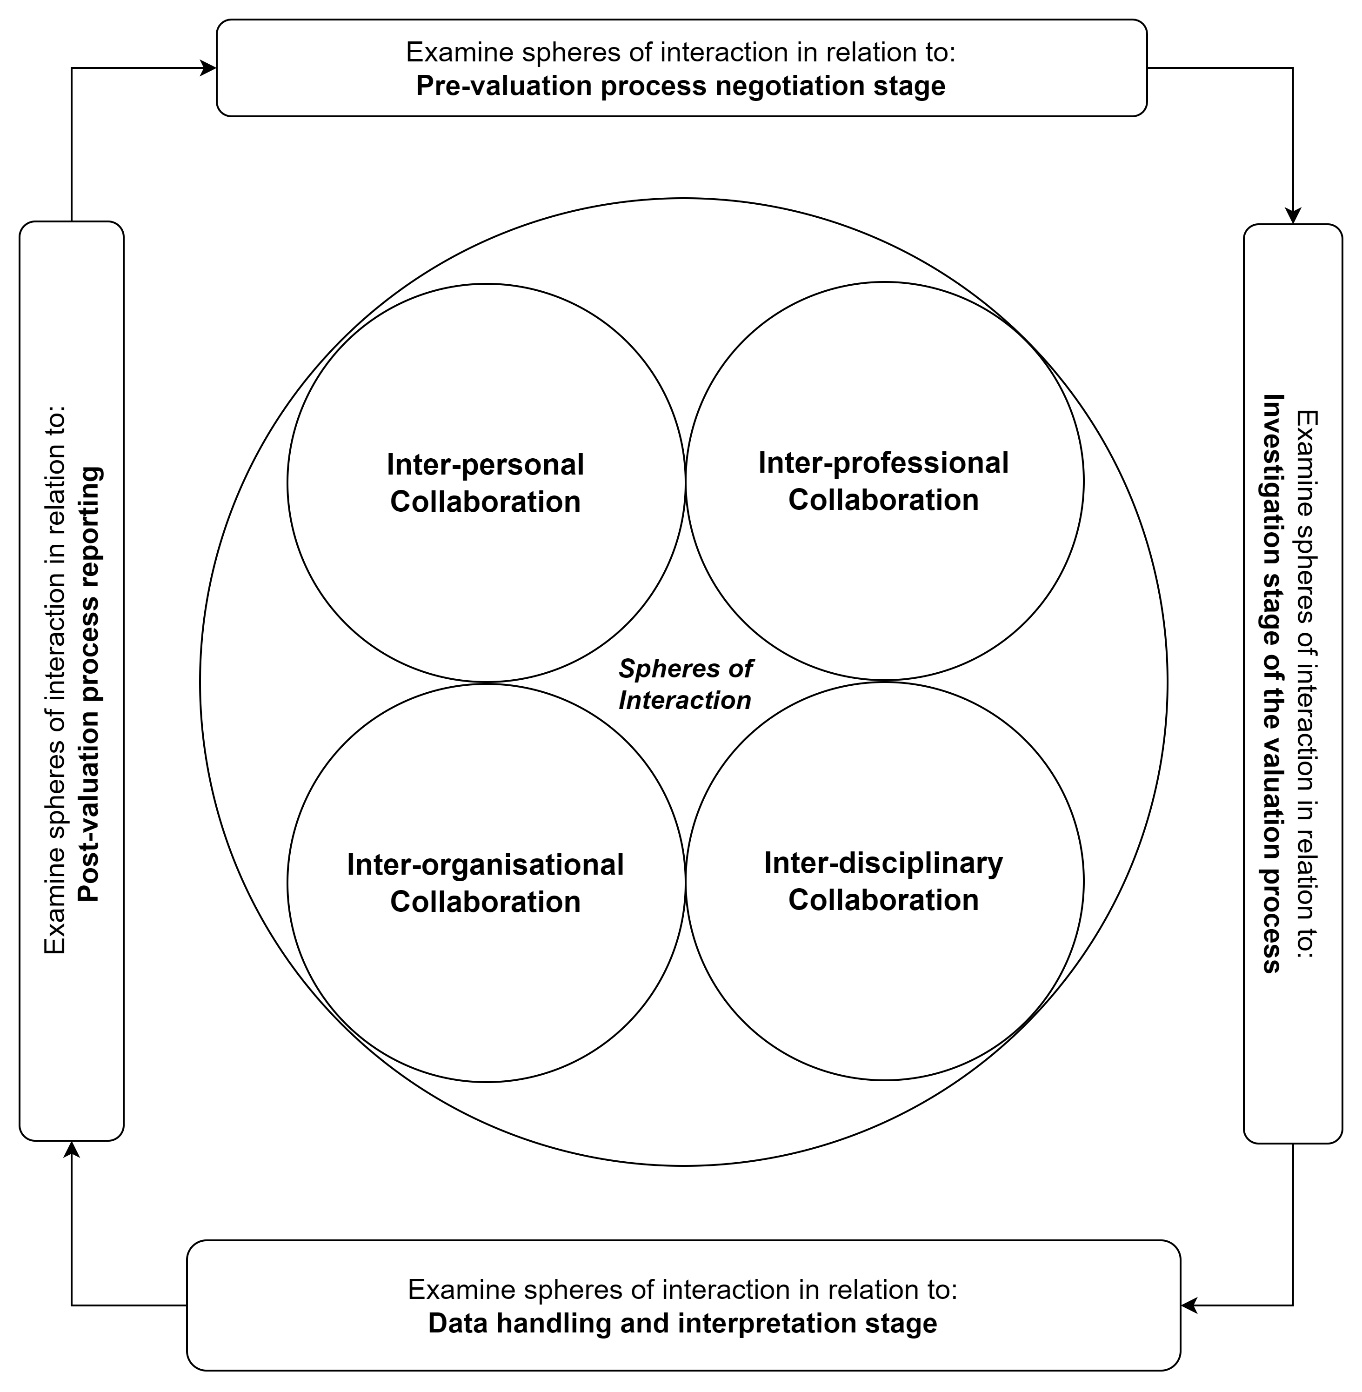 Examine spheres of interaction in relation to:
Pre-valuation process negotiation stage
Examine spheres of interaction in relation to:
Post-valuation process reporting
Inter-personal
Collaboration
Inter-professional
Collaboration
Spheres of
Interaction
Inter-organisational
Collaboration
Inter-disciplinary
Collaboration
Examine spheres of interaction in relation to:
Investigation stage of the valuation process
Examine spheres of interaction in relation to:
Data handling and interpretation stage